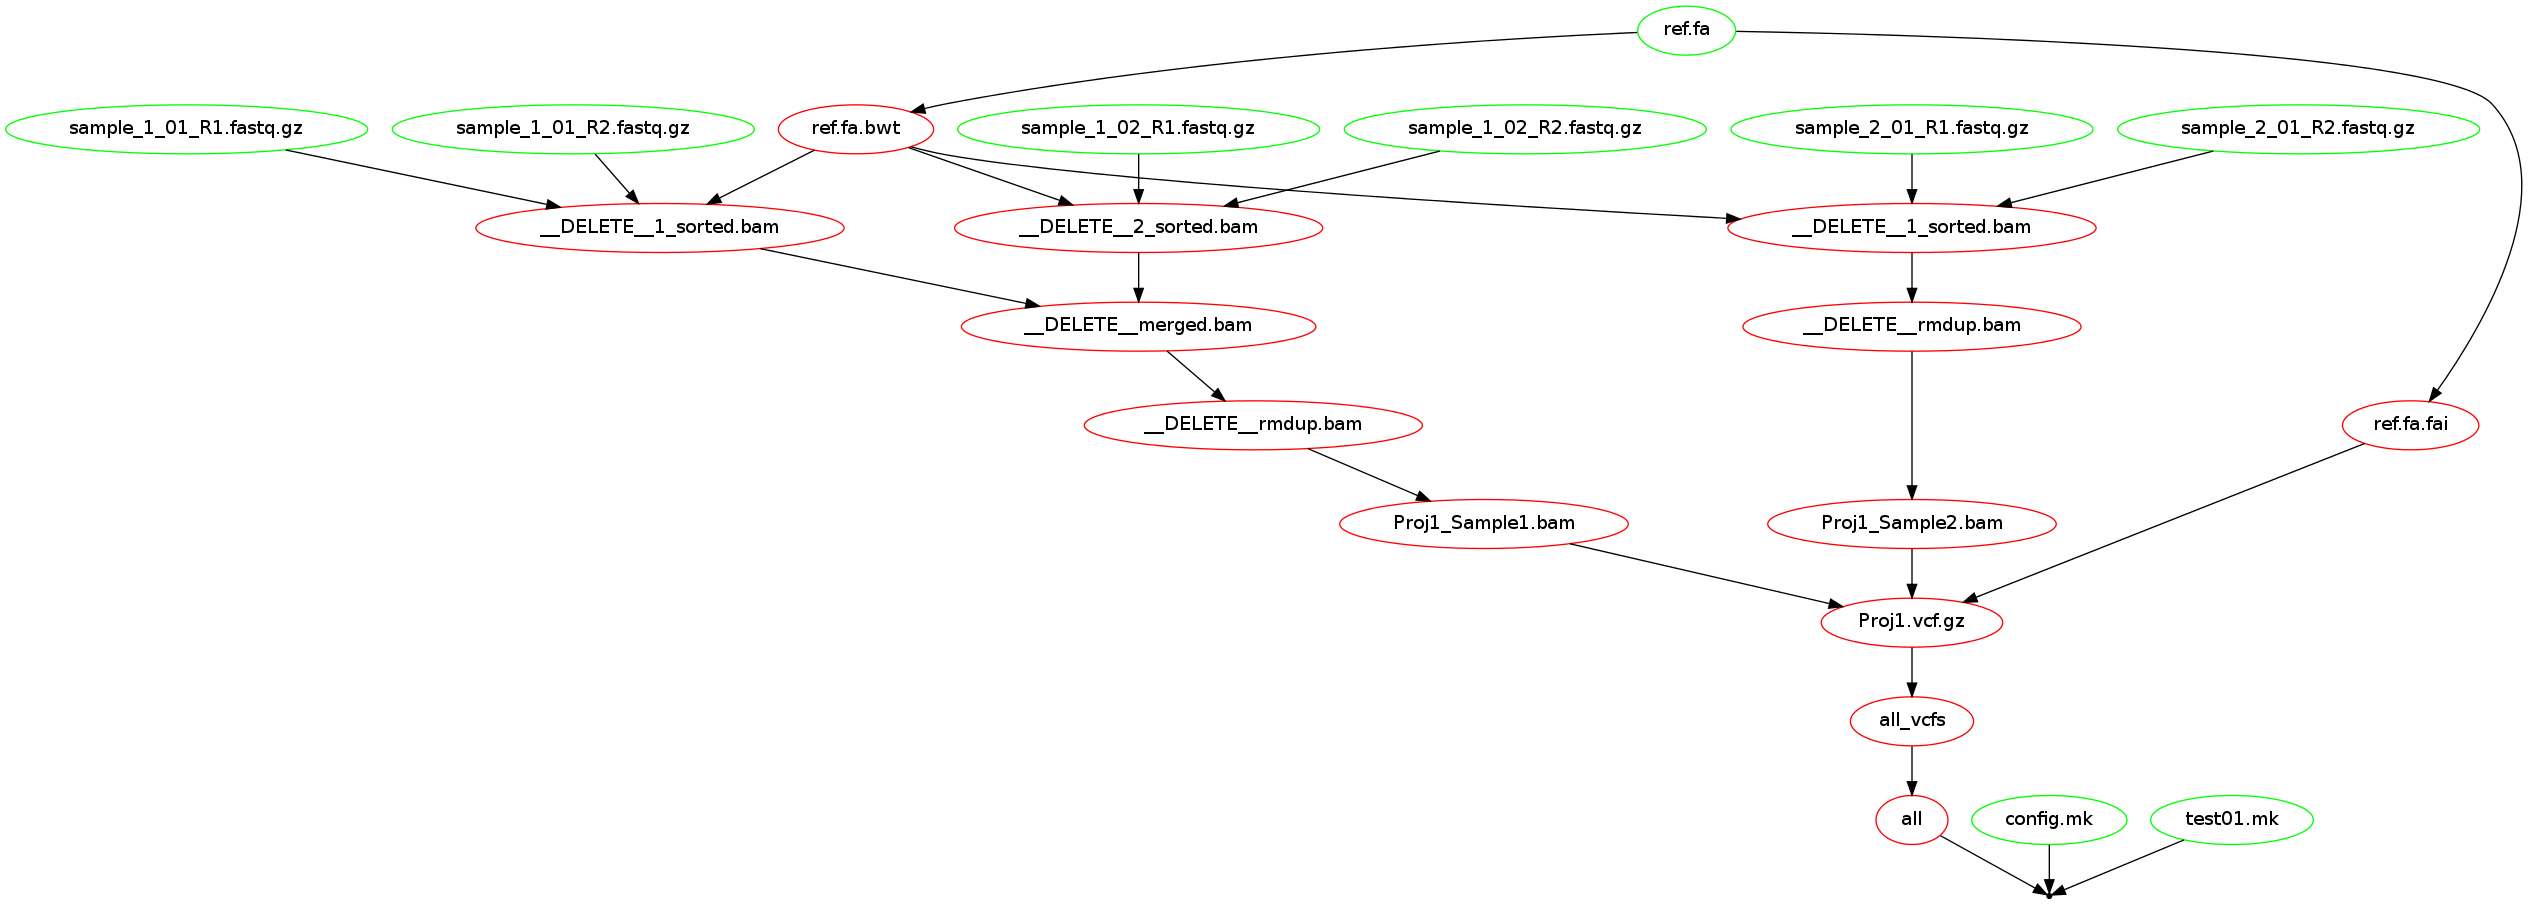 ref.fa
sample_1_01_R1.fastq.gz
sample_1_01_R2.fastq.gz
ref.fa.bwt
sample_1_02_R1.fastq.gz
sample_1_02_R2.fastq.gz
sample_2_01_R1.fastq.gz
sample_2_01_R2.fastq.gz
__DELETE__1_sorted.bam
__DELETE__2_sorted.bam
__DELETE__1_sorted.bam
__DELETE__merged.bam
__DELETE__rmdup.bam
__DELETE__rmdup.bam
ref.fa.fai
Proj1_Sample1.bam
Proj1_Sample2.bam
Proj1.vcf.gz
all_vcfs
all
config.mk
test01.mk